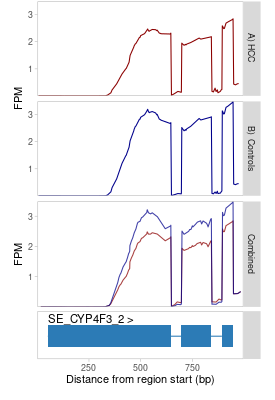 3
2
1
A) HCC
FPM
3
2
1
B) Controls
3
2
1
FPM
Combined
SE_CYP4F3_2 >
250
500
750
Distance from region start (bp)